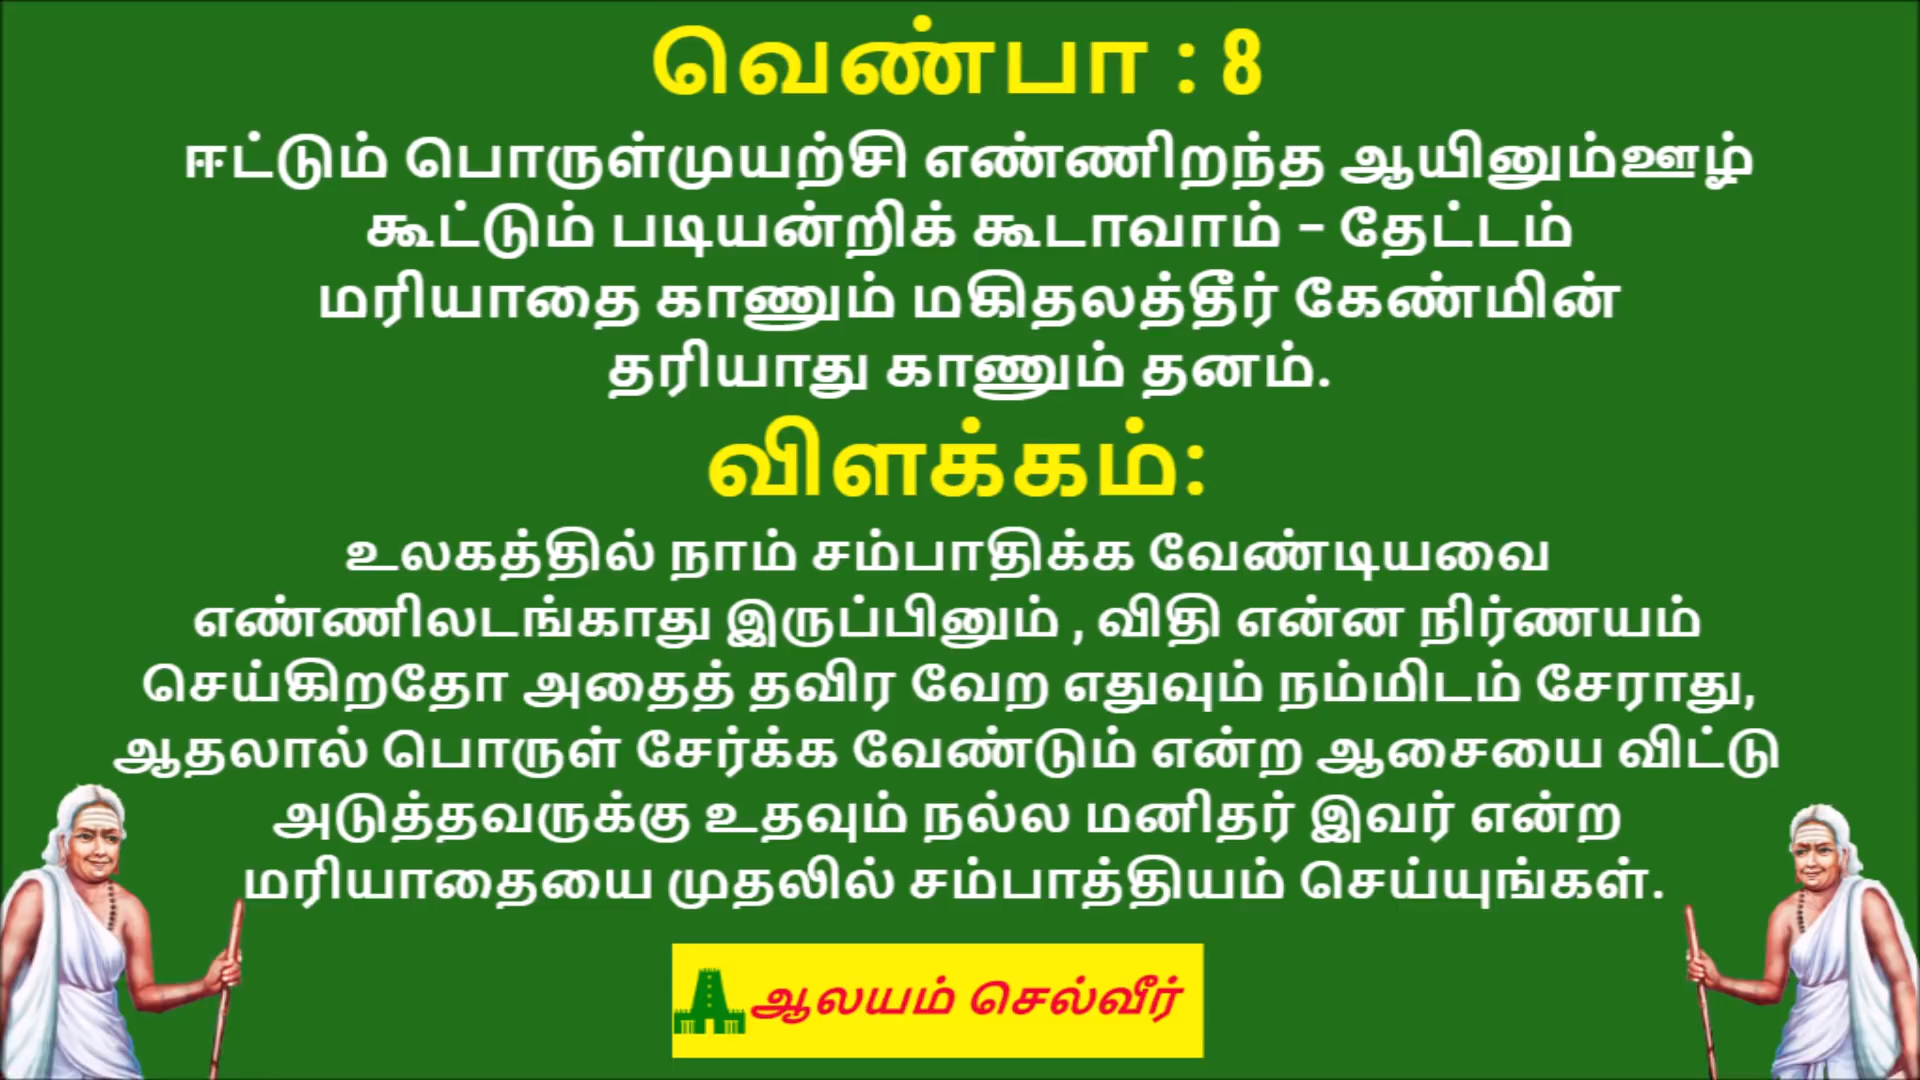 வெண்பா : 8
ஈட்டும் பொருள்முயற்சி எண்ணிறந்த ஆயினும்ஊழ்
கூட்டும் படியன்றிக் கூடாவாம் – தேட்டம்
மரியாதை காணும் மகிதலத்தீர் கேண்மின்
தரியாது காணும் தனம்.
விளக்கம்:
உலகத்தில் நாம் சம்பாதிக்க வேண்டியவை
எண்ணிலடங்காது இருப்பினும் , விதி என்ன நிர்ணயம்
செய்கிறதோ அதைத் தவிர வேற எதுவும் நம்மிடம் சேராது,
ஆதலால் பொருள் சேர்க்க வேண்டும் என்ற ஆசையை விட்டு
அடுத்தவருக்கு உதவும் நல்ல மனிதர் இவர் என்ற
மரியாதையை முதலில் சம்பாத்தியம் செய்யுங்கள்.
ஆலயம் செல்வீர்